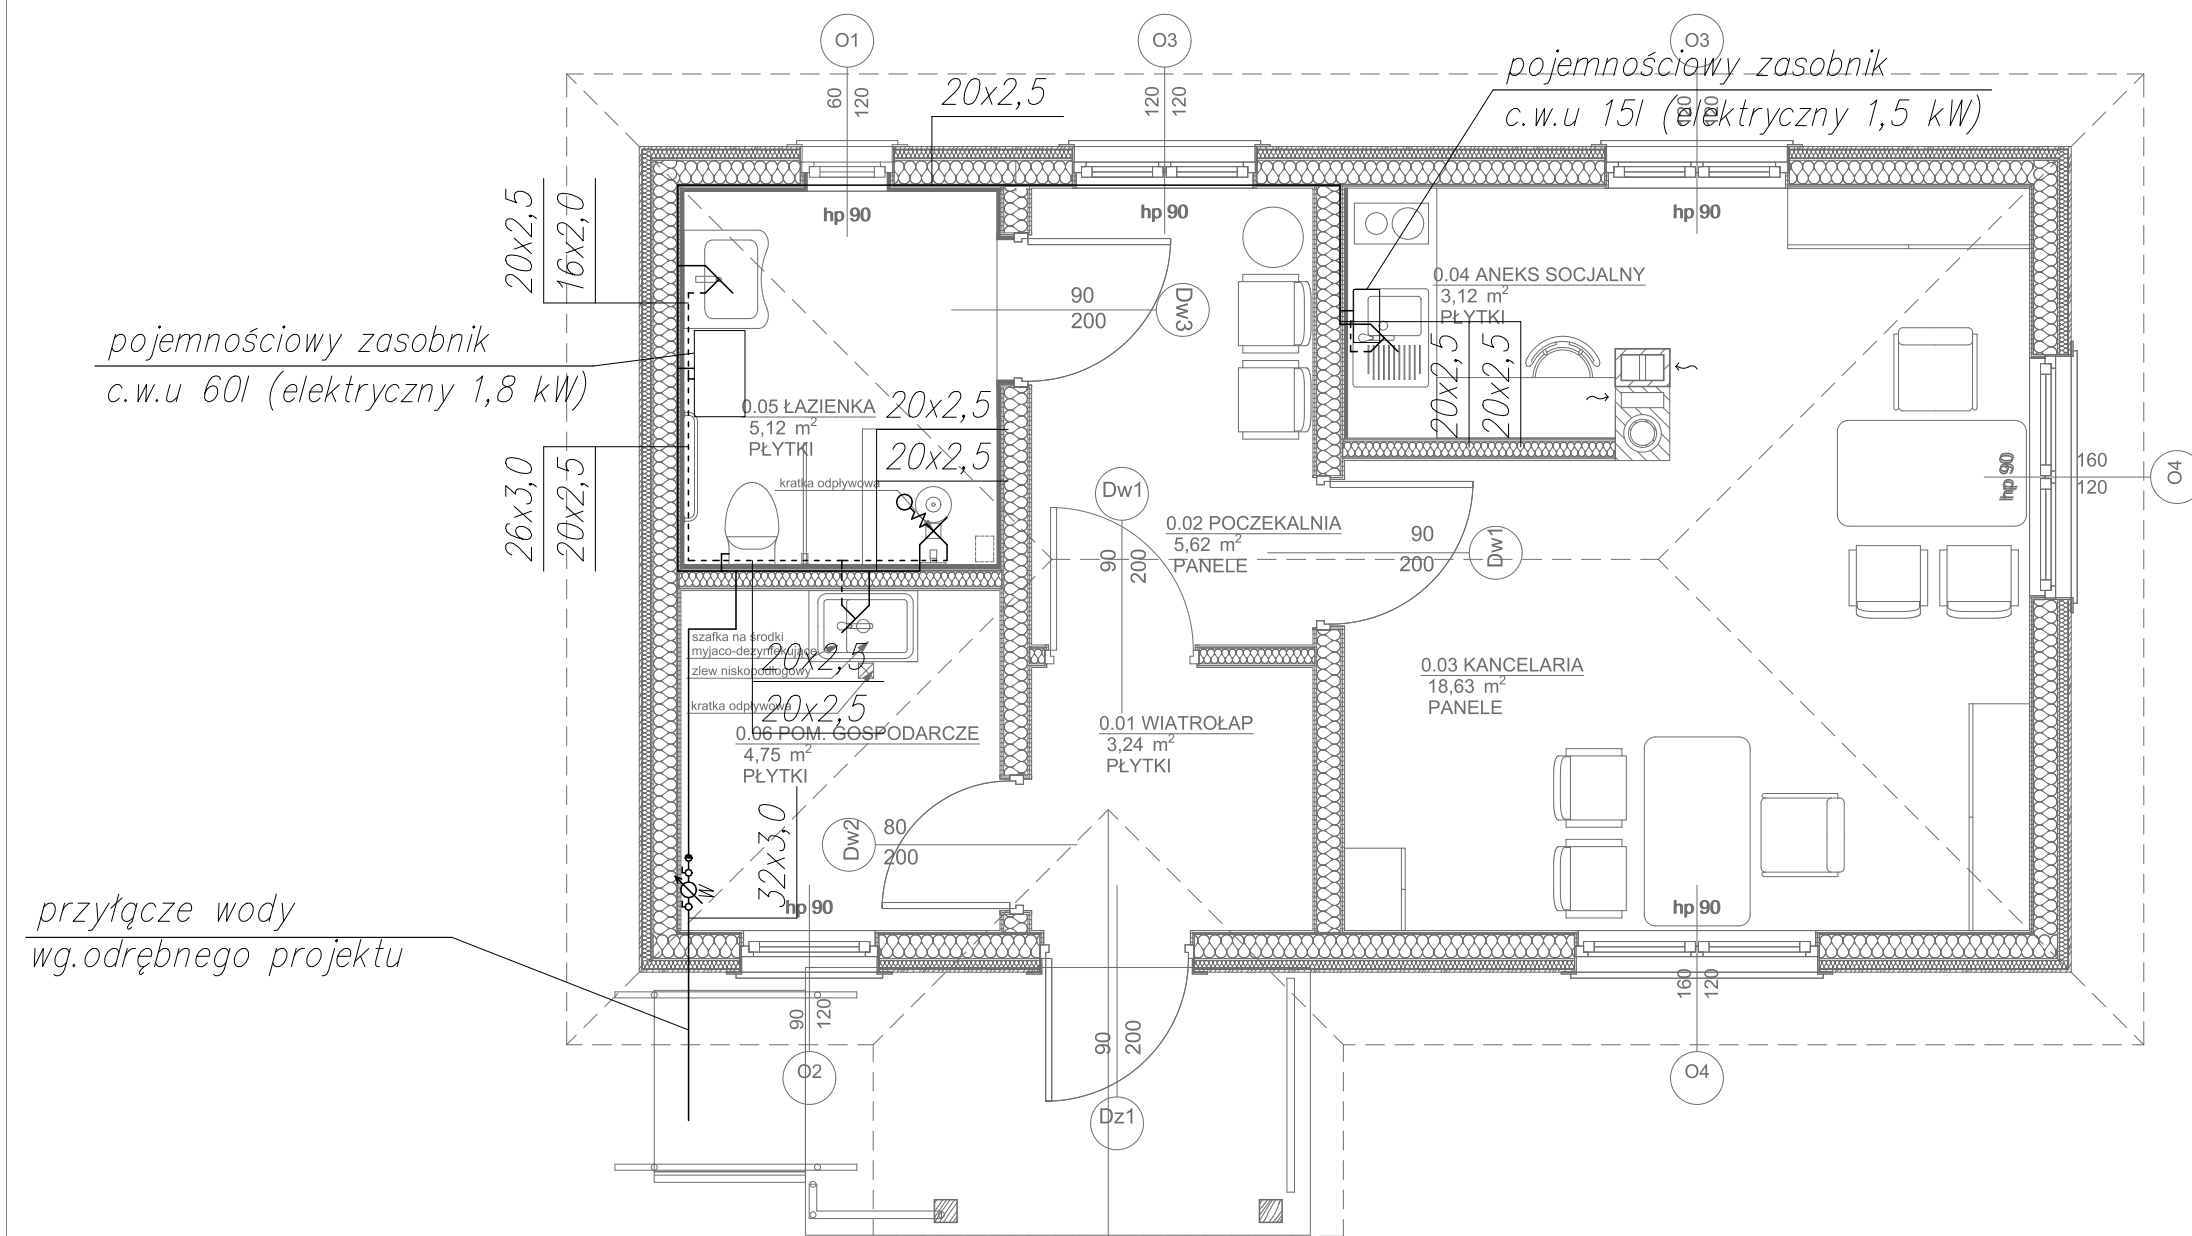 O1
O3
O3
60
120
120
120
120
120
20x2,5
pojemnościowy zasobnik
c.w.u 15l (elektryczny 1,5 kW)
20x2,5
16x2,0
hp 90
hp 90
hp 90
90
200
Dw3
0.04 ANEKS SOCJALNY
3,12 m²
PŁYTKI
20x2,5
20x2,5
pojemnościowy zasobnik
c.w.u 60l (elektryczny 1,8 kW)
0.05 ŁAZIENKA
5,12 m²
PŁYTKI
20x2,5
20x2,5
kratka odpływowa
26x3,0
20x2,5
hp 90
160
120
O4
Dw1
90
200
0.02 POCZEKALNIA
5,62 m²
PANELE
90
200
Dw1
szafka na środki
myjaco-dezynfekujące
zlew niskopodłogowy
kratka odpływowa
20x2,5
20x2,5
0.06 POM. GOSPODARCZE
4,75 m²
PŁYTKI
0.01 WIATROŁAP
3,24 m²
PŁYTKI
0.03 KANCELARIA
18,63 m²
PANELE
32x3,0
Dw2
80
200
W
hp 90
hp 90
przyłącze wody
wg.odrębnego projektu
90
120
O2
90
200
Dz1
160
120
O4